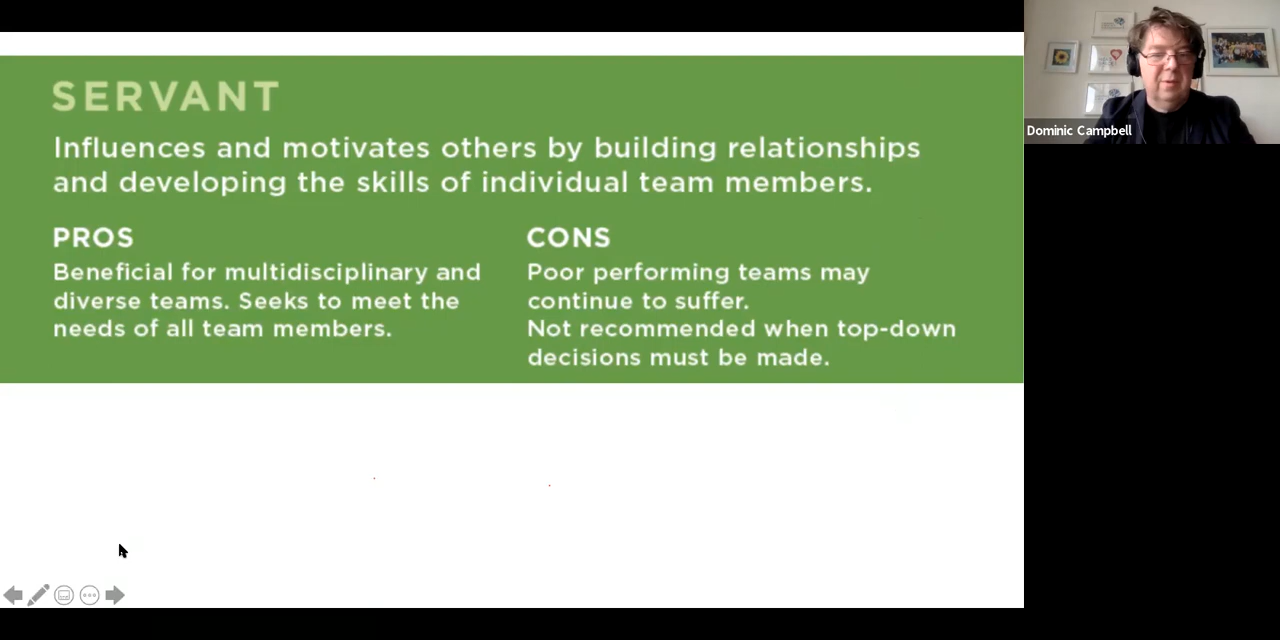 SERVANT
Influences and motivates others by building relationships
and developing the skills of individual team members.
PROS
Beneficial for multidisciplinary and
diverse teams. Seeks to meet the
needs of all team members.
CONS
Poor performing teams may
continue to suffer.
Not recommended when top-down
decisions must be made.
Dominic Campbell